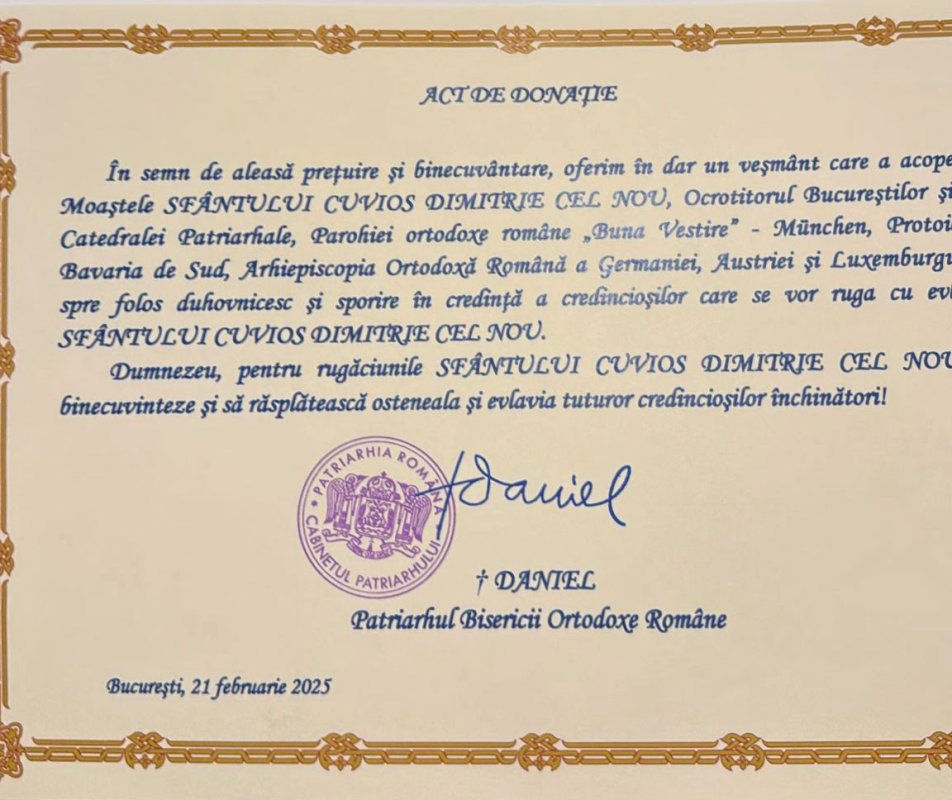 ACT DE DONAȚIE
În semn de aleasă prețuire și binecuvântare, oferim în dar un veșmânt care a acope
Moaștele SFÂNTULUI CUVIOS DIMITRIE CEL NOU, Ocrotitorul Bucureștilor și
Catedralei Patriarhale, Parohiei ortodoxe române „Buna Vestire” - München, Protou
Bavaria de Sud, Arhiepiscopia Ortodoxă Română a Germaniei, Austriei și Luxemburgu
spre folos duhovnicesc și sporire în credință a credincioșilor care se vor ruga cu evl
SFÂNTULUI CUVIOS DIMITRIE CEL NOU.
Dumnezeu, pentru rugăciunile SFÂNTULUI CUVIOS DIMITRIE CEL NOU
binecuvinteze și să răsplătească osteneala și evlavia tuturor credincioșilor închinători!
PATRIARHIA ROMÂNĂ
CABINETUL PATRIARHULUI
†Daniel
† DANIEL
Patriarhul Bisericii Ortodoxe Române
București, 21 februarie 2025